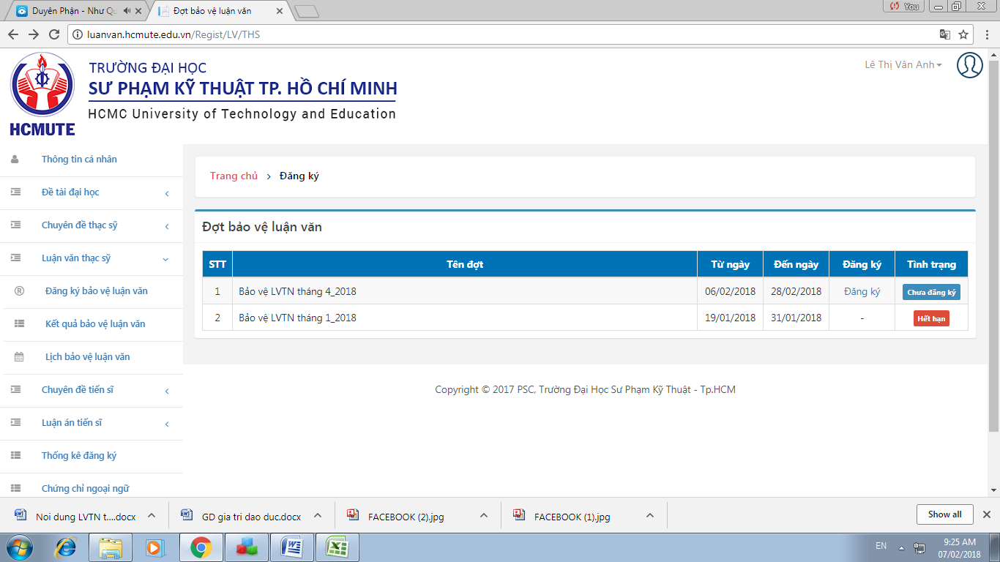 Duyên Phận - Như Qu
Đợt bảo vệ luận văn
You
luanvan.hcmute.edu.vn/Regist/LV/THS
TRƯỜNG ĐẠI HỌC
SƯ PHẠM KỸ THUẬT TP. HỒ CHÍ MINH
HCMC University of Technology and Education
HCMUTE
Lê Thị Vân Anh
Thông tin cá nhân
Đề tài đại học
Chuyên đề thạc sỹ
Luận văn thạc sỹ
Đăng ký bảo vệ luận văn
Kết quả bảo vệ luận văn
Lịch bảo vệ luận văn
Chuyên đề tiến sĩ
Luận án tiến sĩ
Thống kê đăng ký
Chứng chỉ ngoại ngữ
Trang chủ > Đăng ký
Đợt bảo vệ luận văn
STT Tên đợt Từ ngày Đến ngày Đăng ký Tình trạng
1 Bảo vệ LVTN tháng 4_2018 06/02/2018 28/02/2018 Đăng ký Chưa đăng ký
2 Bảo vệ LVTN tháng 1_2018 19/01/2018 31/01/2018 - Hết hạn
Copyright © 2017 PSC, Trường Đại Học Sư Phạm Kỹ Thuật - Tp.HCM
Noi dung LVTN t....docx
GD gia tri dao duc.docx
FACEBOOK (2).jpg
FACEBOOK (1).jpg
Show all
EN
9:25 AM
07/02/2018